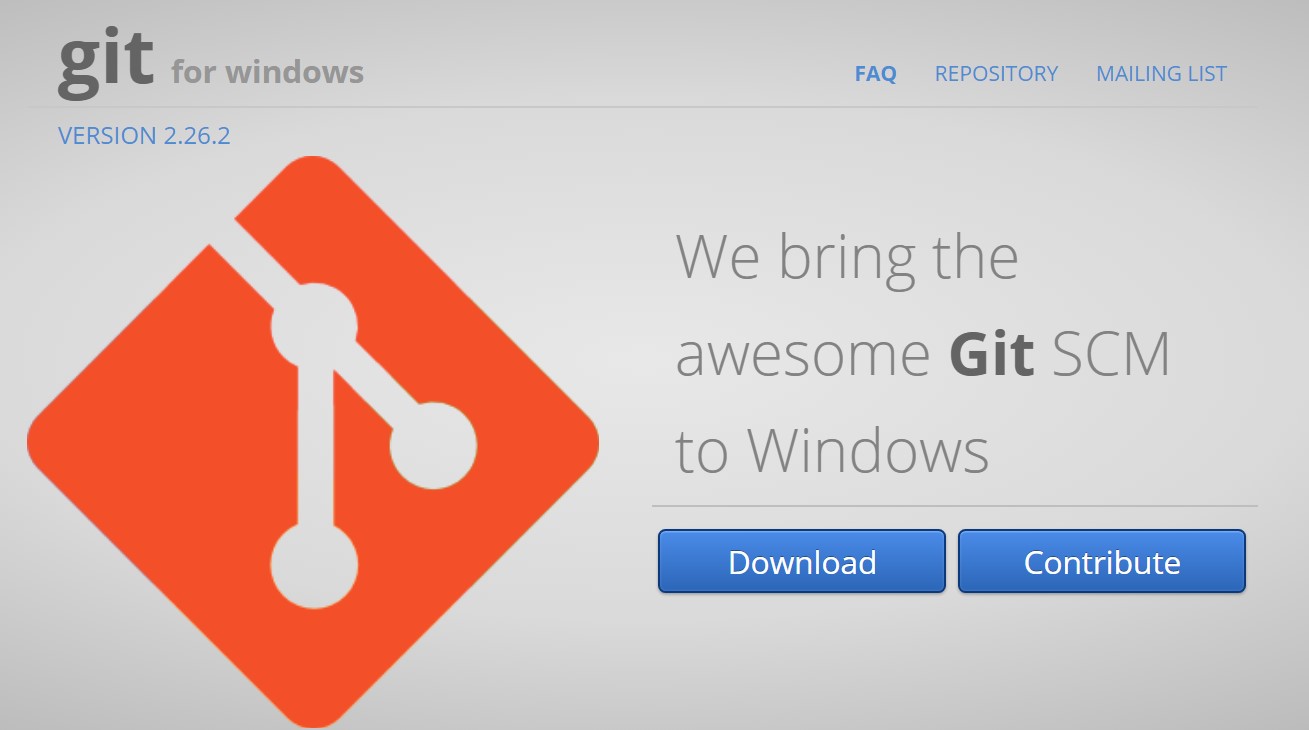 git for windows
FAQ REPOSITORY MAILING LIST
VERSION 2.26.2
We bring the
awesome Git SCM
to Windows
Download Contribute